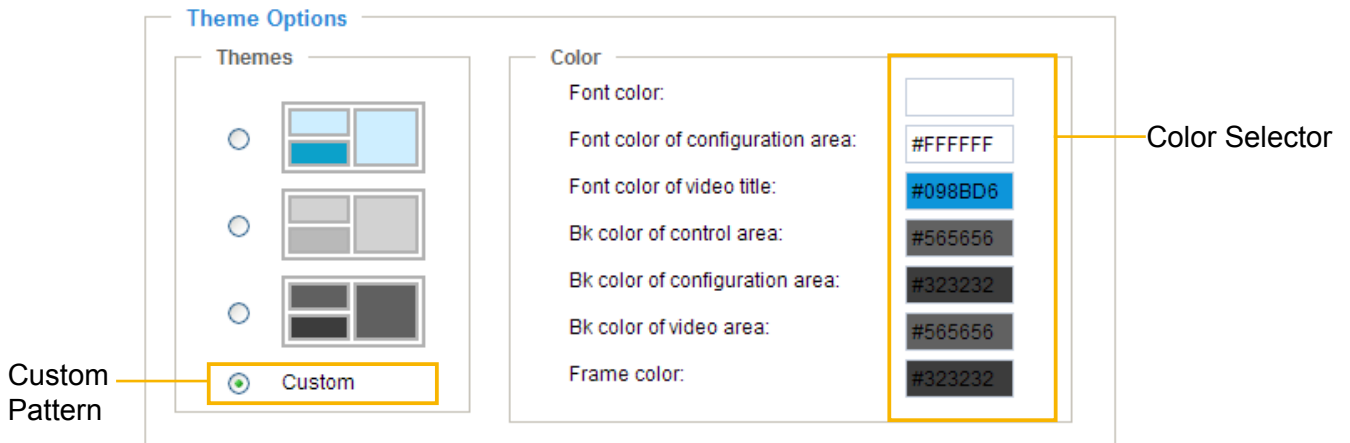 Theme Options
Themes
Custom
Color
Font color:
Font color of configuration area: #FFFFFF
Font color of video title: #098BD6
Bk color of control area: #565656
Bk color of configuration area: #323232
Bk color of video area: #565656
Frame color: #323232
Color Selector
Custom
Pattern